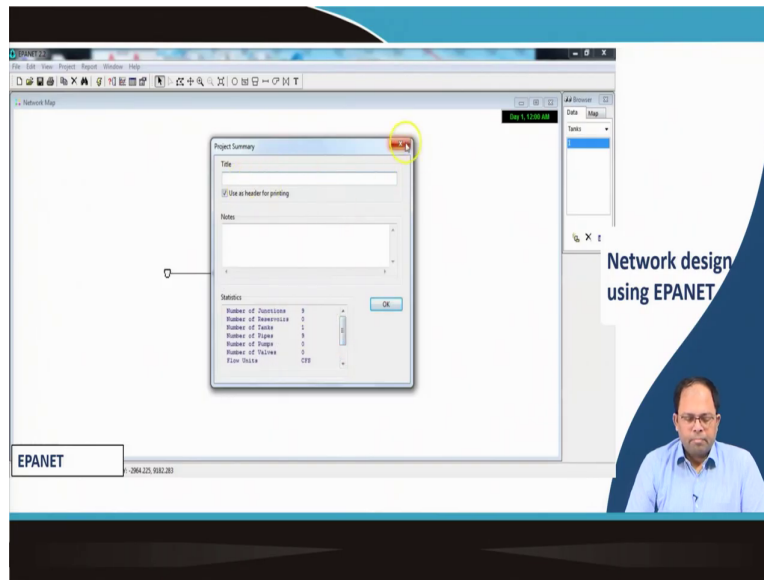 EPANET 2.2
File Edit View Project Report Window Help
Network Map
Day 1, 12:00 AM
Browser
Data Map
Tanks
1
Project Summary
Title
Use as header for printing
Notes
Statistics
Number of Junctions 9
Number of Reservoirs 0
Number of Tanks 1
Number of Pipes 9
Number of Pumps 0
Number of Valves 0
Flow Units CFS
OK
Network design
using EPANET
EPANET
-2964.225, 9182.283